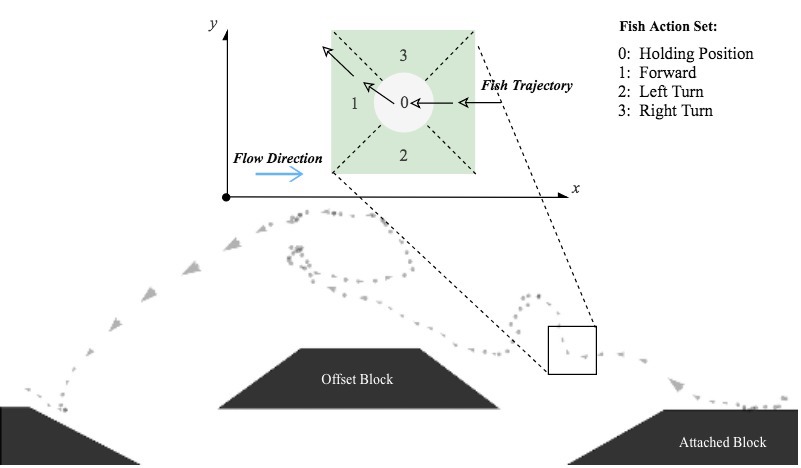 y
Fish Action Set:
0: Holding Position
1: Forward
2: Left Turn
3: Right Turn
3
Fish Trajectory
1
0
2
Flow Direction
x
Offset Block
Attached Block